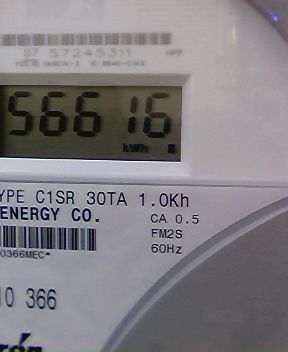 07 57245311
56616
kWh
YPE C1SR 30TA 1.0Kh
ENERGY CO.
CA 0.5
FM2S
60Hz
0366MEC*
10 366